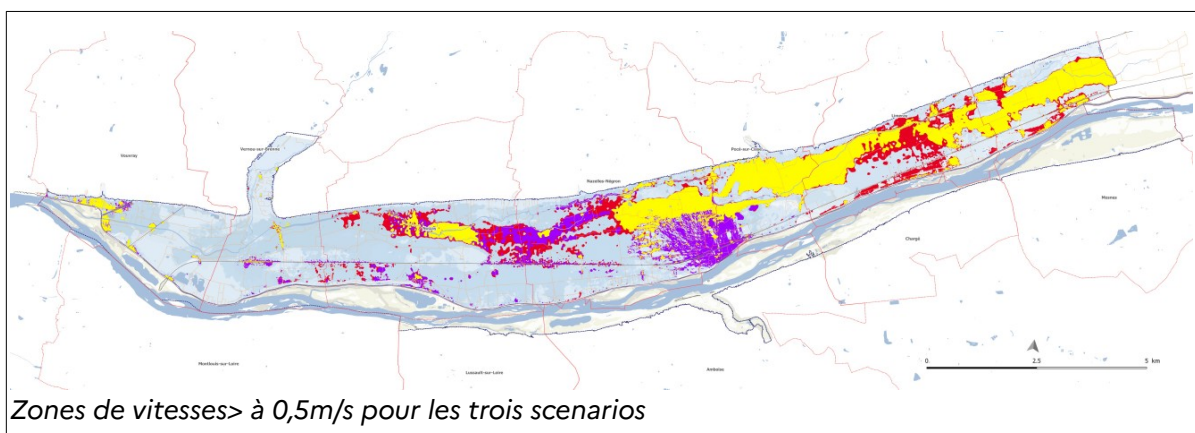 Limeray
Pocé-sur-Cisse
Vouvray
Vernou-sur-Brenne
Nazelles-Négron
Mosnes
Chargé
Montlouis-sur-Loire
Lussault-sur-Loire
Amboise
0 2.5 5 km
Zones de vitesses> à 0,5m/s pour les trois scenarios